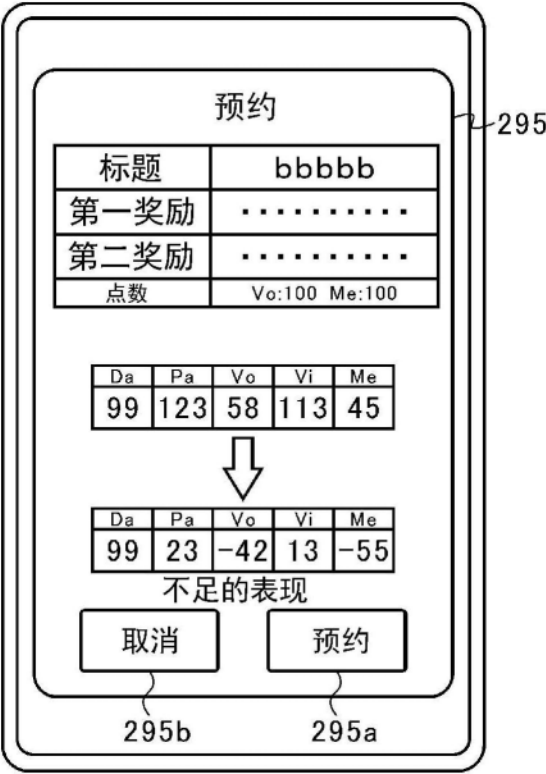 预约
295
标题 bbbbb
第一奖励 ··········
第二奖励 ··········
点数 Vo:100 Me:100
Da Pa Vo Vi Me
99 123 58 113 45
Da Pa Vo Vi Me
99 23 -42 13 -55
不足的表现
取消 预约
295b 295a